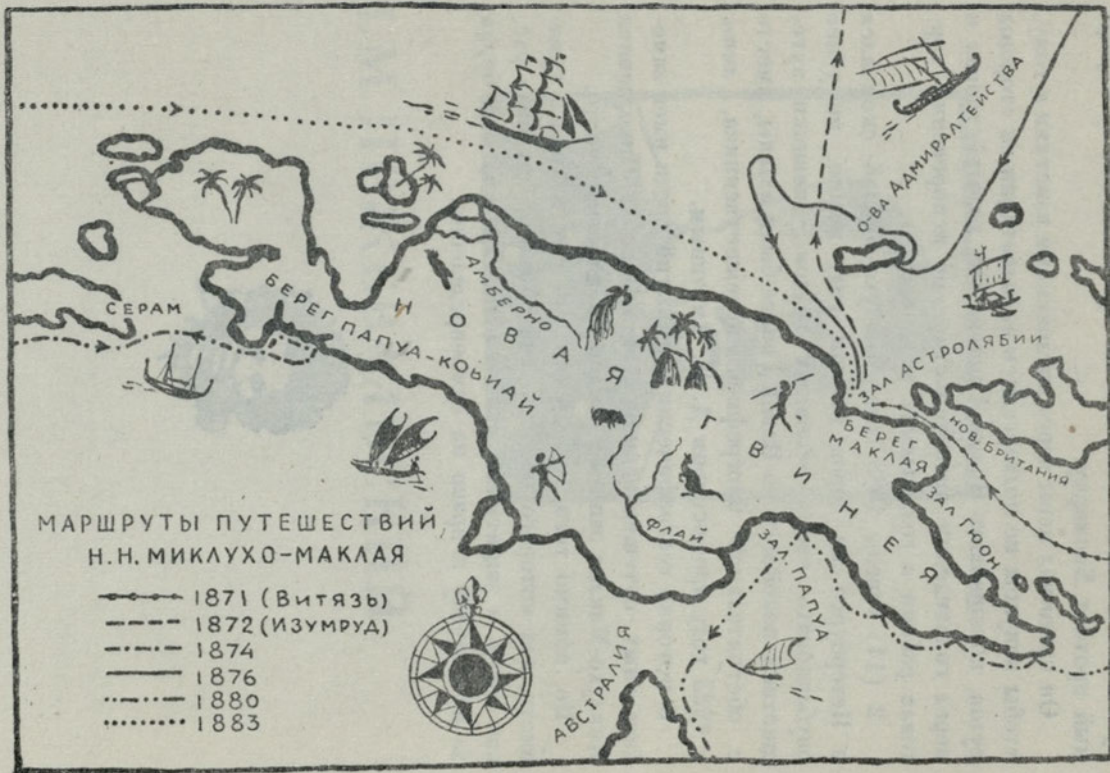 О-ВА АДМИРАЛТЕЙСТВА
СЕРАМ
БЕРЕГ ПАПУА-КОВИАЙ
АМБЕРНО
НОВАЯ ГВИНЕЯ
ЗАЛ АСТРОЛЯБИИ
НОВ. БРИТАНИЯ
БЕРЕГ
МАКЛАЯ
ЗАЛ ГЮОН
ФЛАЙ
ЗАЛ. ПАПУА
АВСТРАЛИЯ
МАРШРУТЫ ПУТЕШЕСТВИЙ
Н.Н. МИКЛУХО-МАКЛАЯ
1871 (ВИТЯЗЬ)
1872 (ИЗУМРУД)
1874
1876
1880
1883